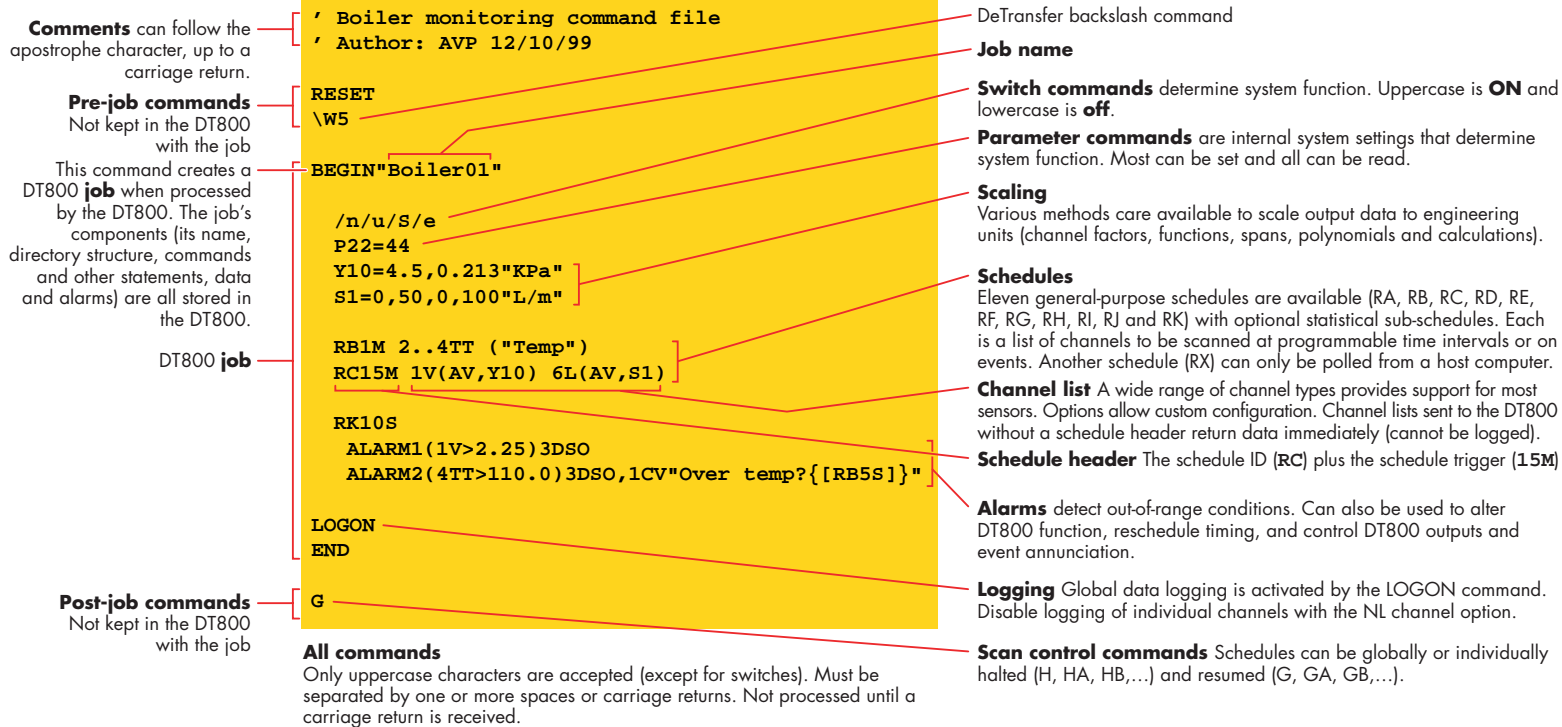 Comments can follow the
apostrophe character, up to a
carriage return.
Pre-job commands
Not kept in the DT800
with the job
This command creates a
DT800 job when processed
by the DT800. The job's
components (its name,
directory structure, commands
and other statements, data
and alarms) are all stored in
the DT800.
DT800 job
Post-job commands
Not kept in the DT800
with the job
' Boiler monitoring command file
' Author: AVP 12/10/99
RESET
\W5
BEGIN"Boiler01"
/n/u/S/e
P22=44
Y10=4.5,0.213"KPa"
S1=0,50,0,100"L/m"
RB1M 2..4TT ("Temp")
RC15M 1V(AV,Y10) 6L(AV,S1)
RK10S
ALARM1(1V>2.25)3DSO
ALARM2(4TT>110.0)3DSO,1CV"Over temp?{[RB5S]}"
LOGON
END
G
All commands
Only uppercase characters are accepted (except for switches). Must be
separated by one or more spaces or carriage returns. Not processed until a
carriage return is received.
DeTransfer backslash command
Job name
Switch commands determine system function. Uppercase is ON and
lowercase is off.
Parameter commands are internal system settings that determine
system function. Most can be set and all can be read.
Scaling
Various methods care available to scale output data to engineering
units (channel factors, functions, spans, polynomials and calculations).
Schedules
Eleven general-purpose schedules are available (RA, RB, RC, RD, RE,
RF, RG, RH, RI, RJ and RK) with optional statistical sub-schedules. Each
is a list of channels to be scanned at programmable time intervals or on
events. Another schedule (RX) can only be polled from a host computer.
Channel list A wide range of channel types provides support for most
sensors. Options allow custom configuration. Channel lists sent to the DT800
without a schedule header return data immediately (cannot be logged).
Schedule header The schedule ID (RC) plus the schedule trigger (15M)
Alarms detect out-of-range conditions. Can also be used to alter
DT800 function, reschedule timing, and control DT800 outputs and
event annunciation.
Logging Global data logging is activated by the LOGON command.
Disable logging of individual channels with the NL channel option.
Scan control commands Schedules can be globally or individually
halted (H, HA, HB,...) and resumed (G, GA, GB,...).